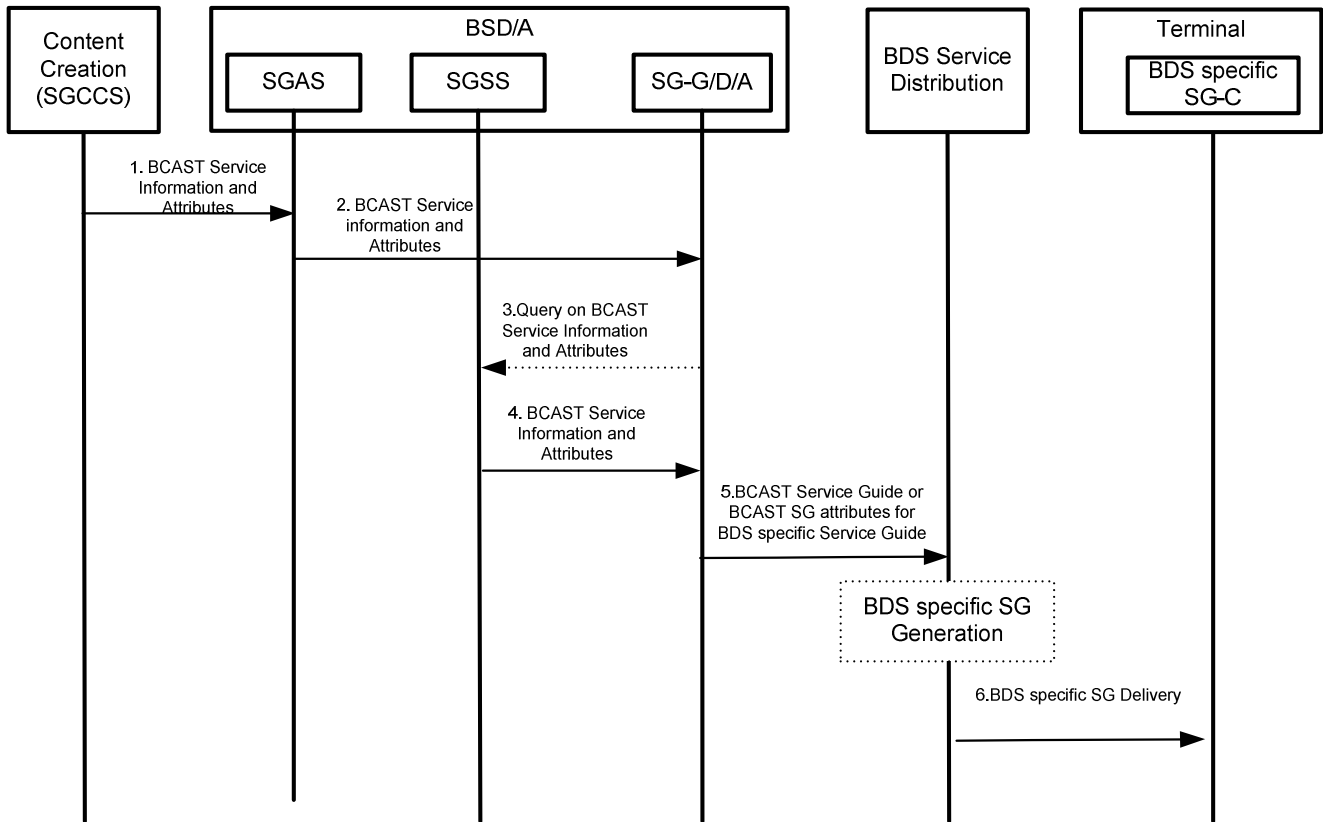 Content
Creation
(SGCCS)
BSD/A
SGAS
SGSS
SG-G/D/A
BDS Service
Distribution
Terminal
BDS specific
SG-C
1. BCAST Service
Information and
Attributes
2. BCAST Service
information and
Attributes
3.Query on BCAST
Service Information
and Attributes
4. BCAST Service
Information and
Attributes
5.BCAST Service Guide or
BCAST SG attributes for
BDS specific Service Guide
BDS specific SG
Generation
6.BDS specific SG Delivery